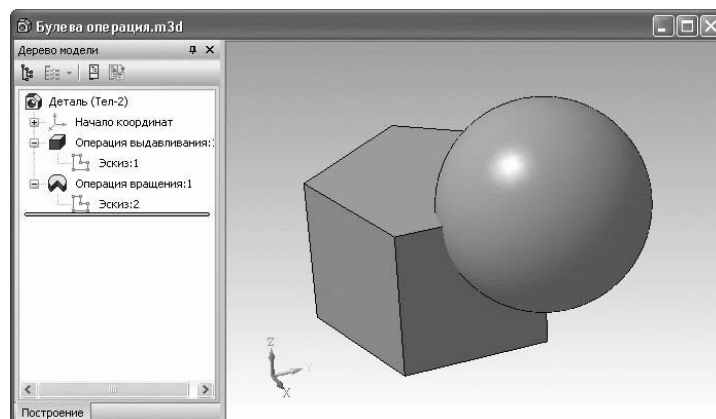 Булева операция.m3d
Дерево модели
Деталь (Тел-2)
Начало координат
Операция выдавливания:1
Эскиз:1
Операция вращения:1
Эскиз:2
Z
Y
X
Построение